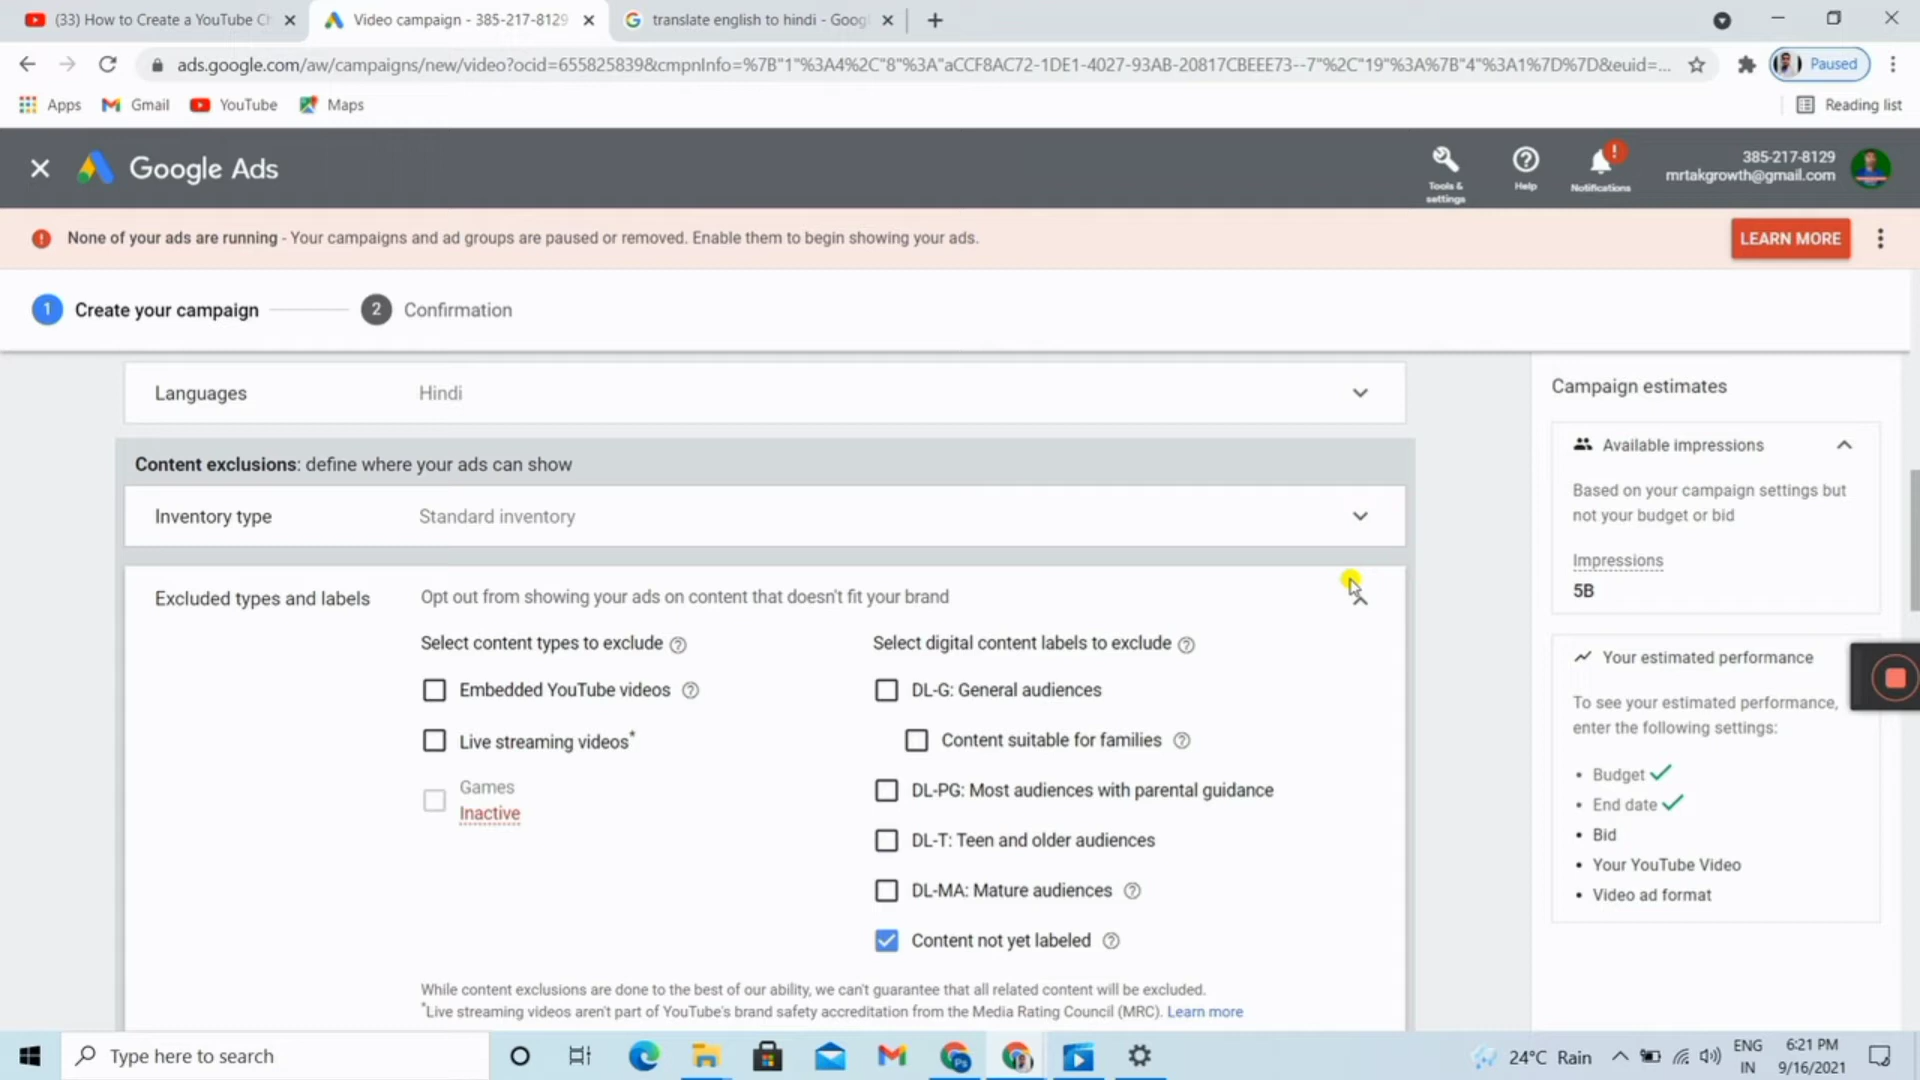 (33) How to Create a YouTube Ch
Video campaign - 385-217-8129
translate english to hindi - Goog
ads.google.com/aw/campaigns/new/video?ocid=655825839&cmpnInfo=%7B"1"%3A4%2C"8"%3A"aCCF8AC72-1DE1-4027-93AB-20817CBEEE73--7"%2C"19"%3A%7B"4"%3A1%7D%7D&euid=...
Paused
Apps
Gmail
YouTube
Maps
Reading list
Google Ads
Tools & settings
Help
Notifications
385-217-8129
mrtakgrowth@gmail.com
None of your ads are running - Your campaigns and ad groups are paused or removed. Enable them to begin showing your ads.
LEARN MORE
1 Create your campaign
2 Confirmation
Languages
Hindi
Content exclusions: define where your ads can show
Inventory type
Standard inventory
Excluded types and labels
Opt out from showing your ads on content that doesn't fit your brand
Select content types to exclude
Embedded YouTube videos
Live streaming videos*
Games
Inactive
Select digital content labels to exclude
DL-G: General audiences
Content suitable for families
DL-PG: Most audiences with parental guidance
DL-T: Teen and older audiences
DL-MA: Mature audiences
Content not yet labeled
While content exclusions are done to the best of our ability, we can't guarantee that all related content will be excluded.
*Live streaming videos aren't part of YouTube's brand safety accreditation from the Media Rating Council (MRC). Learn more
Campaign estimates
Available impressions
Based on your campaign settings but
not your budget or bid
Impressions
5B
Your estimated performance
To see your estimated performance,
enter the following settings:
• Budget
• End date
• Bid
• Your YouTube Video
• Video ad format
Type here to search
24°C Rain
ENG
IN
6:21 PM
9/16/2021